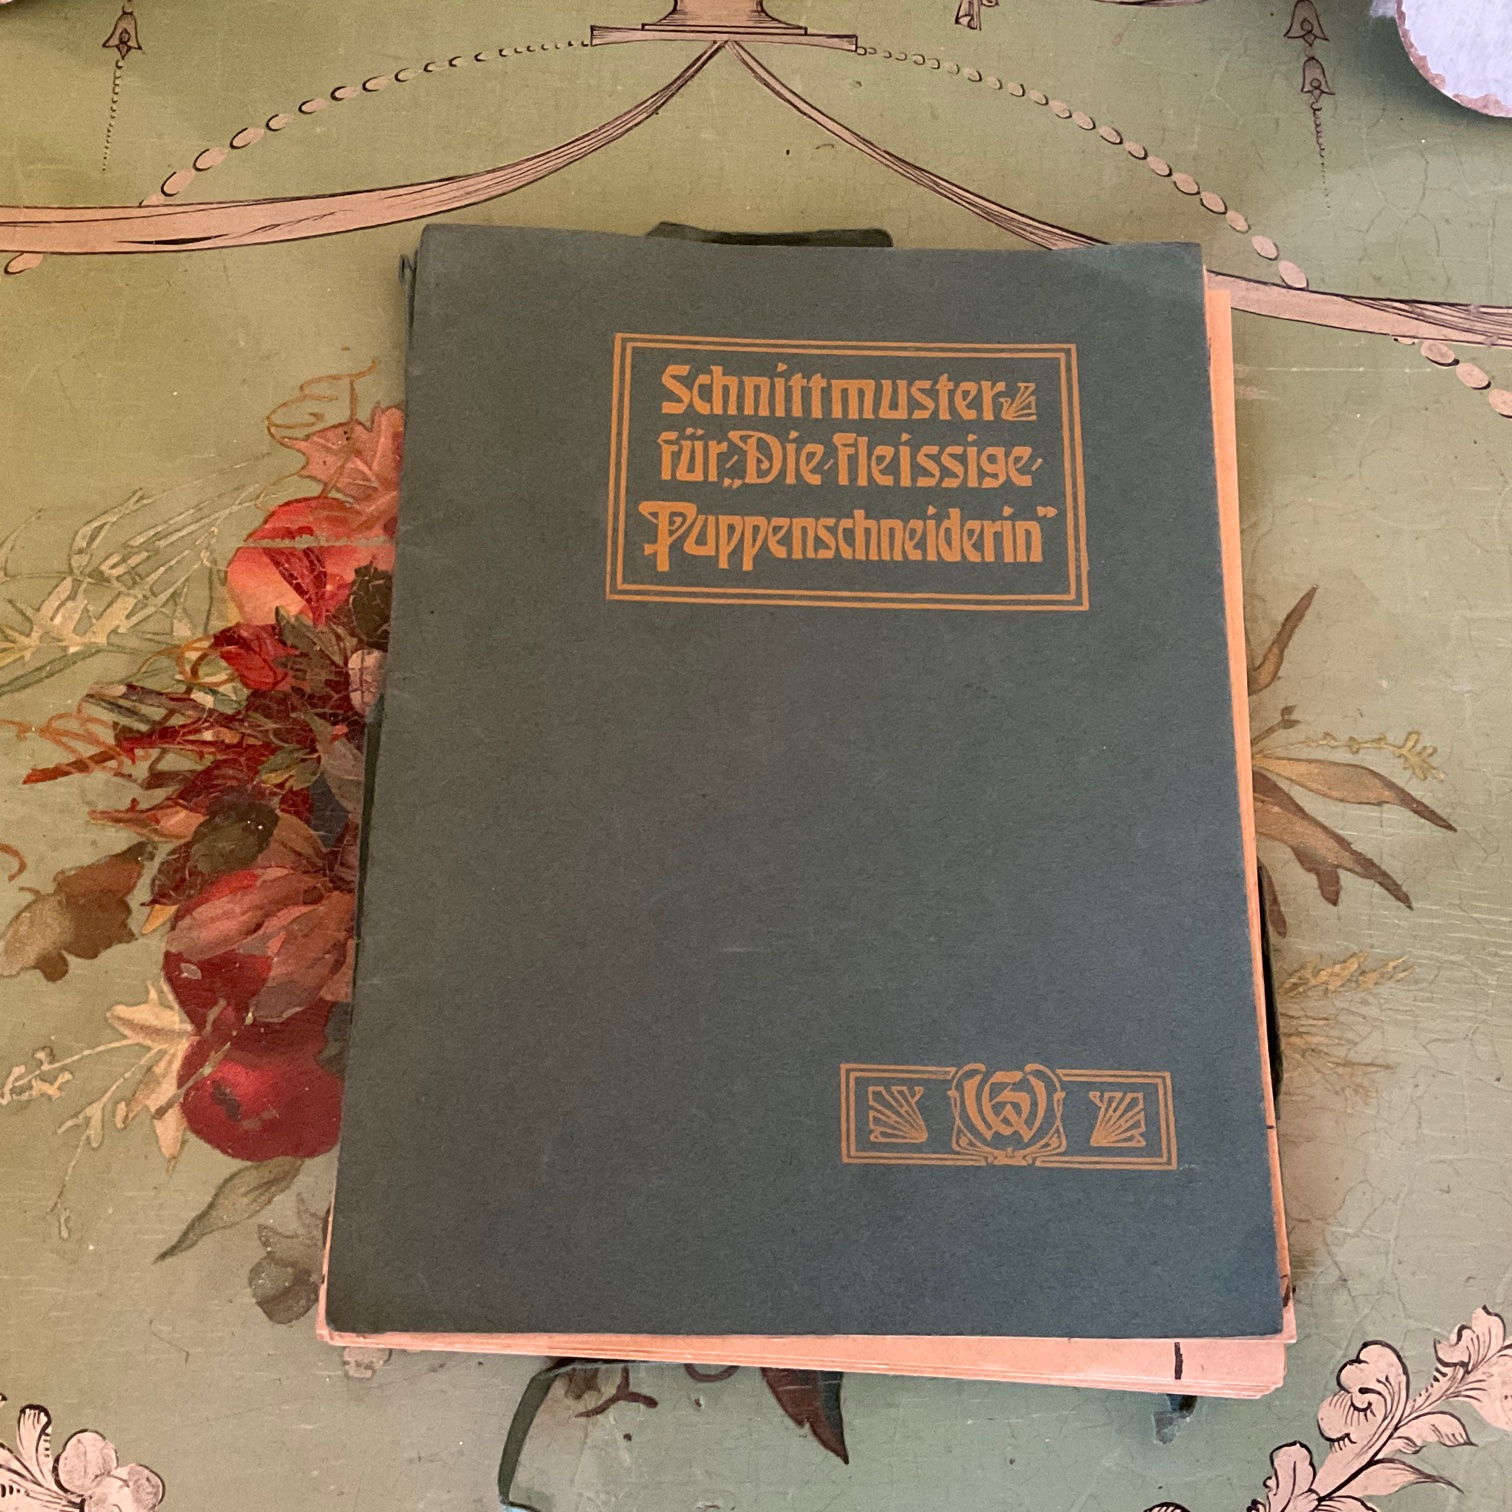 Schnittmuster
für „Die fleissige
Puppenschneiderin"